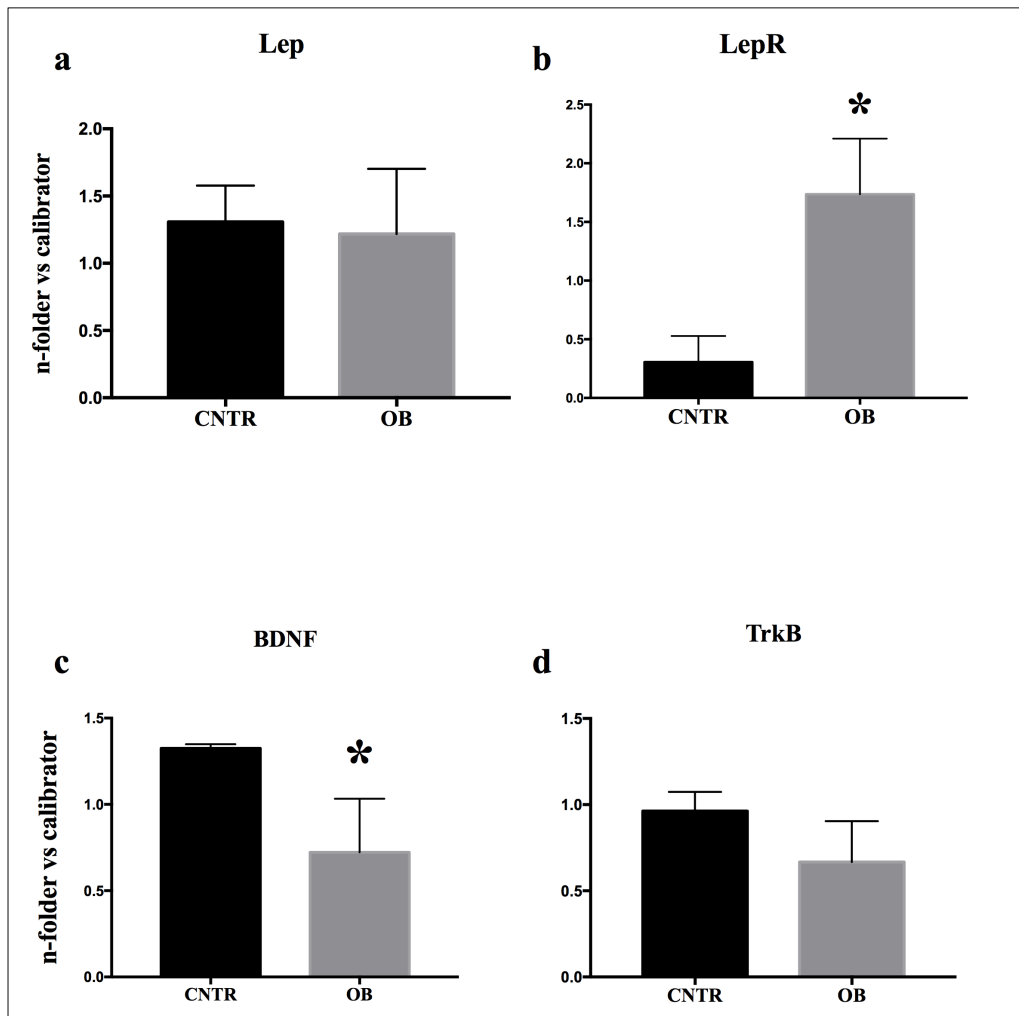 a
Lep
n-folder vs calibrator
2.0
1.5
1.0
0.5
0.0
CNTR
OB
b
LepR
*
2.5
2.0
1.5
1.0
0.5
0.0
CNTR
OB
c
BDNF
n-folder vs calibrator
*
1.5
1.0
0.5
0.0
CNTR
OB
d
TrkB
1.5
1.0
0.5
0.0
CNTR
OB